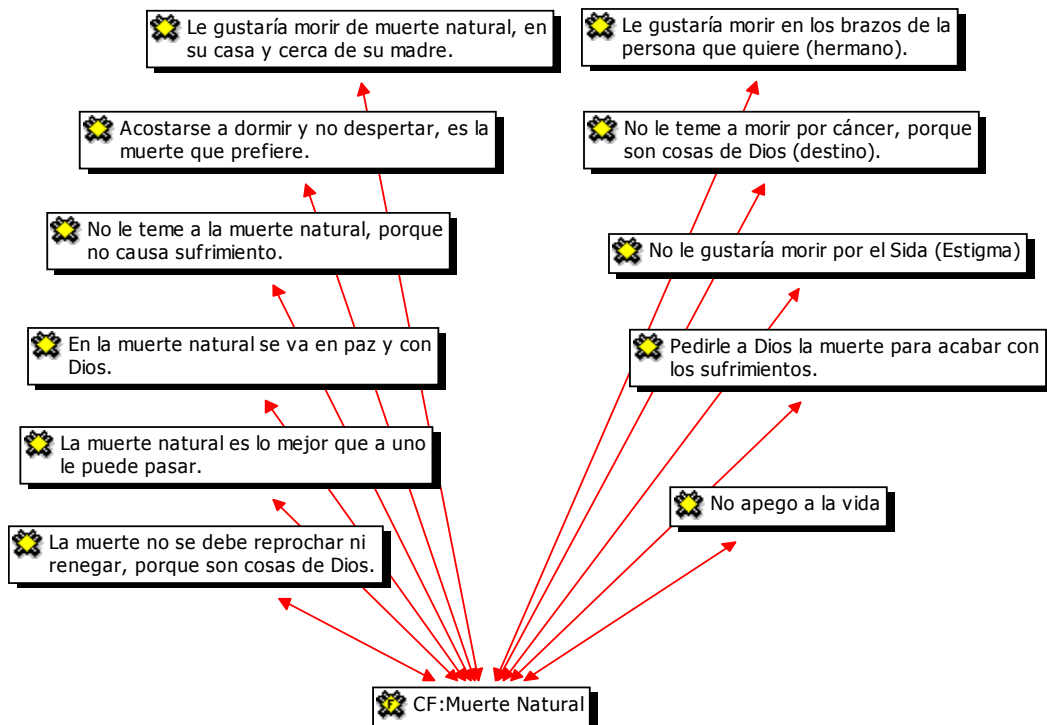 Le gustaría morir de muerte natural, en
su casa y cerca de su madre.
Le gustaría morir en los brazos de la
persona que quiere (hermano).
Acostarse a dormir y no despertar, es la
muerte que prefiere.
No le teme a morir por cáncer, porque
son cosas de Dios (destino).
No le teme a la muerte natural, porque
no causa sufrimiento.
No le gustaría morir por el Sida (Estigma)
En la muerte natural se va en paz y con
Dios.
Pedirle a Dios la muerte para acabar con
los sufrimientos.
La muerte natural es lo mejor que a uno
le puede pasar.
No apego a la vida
La muerte no se debe reprochar ni
renegar, porque son cosas de Dios.
F CF:Muerte Natural